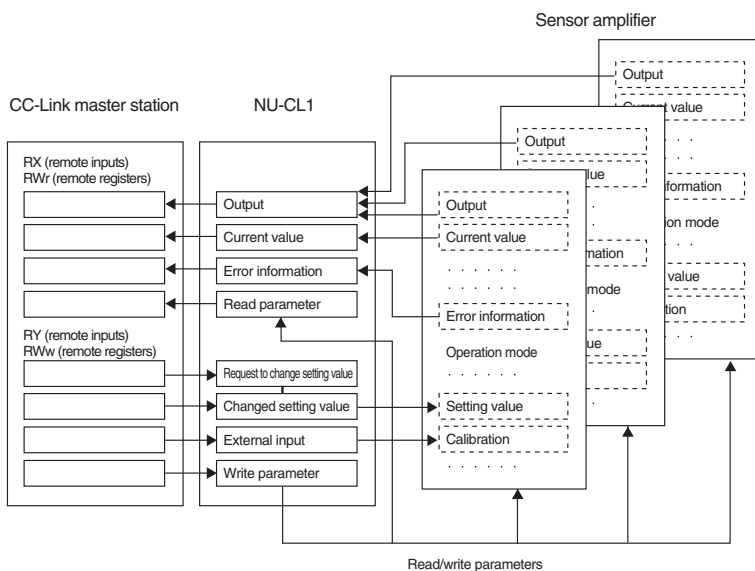 Sensor amplifier
CC-Link master station
NU-CL1
RX (remote inputs)
RWr (remote registers)
RY (remote inputs)
RWw (remote registers)
Output
Current value
Error information
Read parameter
Request to change setting value
Changed setting value
External input
Write parameter
Output
Current value
. . . . . .
Error information
Operation mode
. . . . . .
Setting value
Calibration
. . . . . .
Output
Output
Current value
Read/write parameters